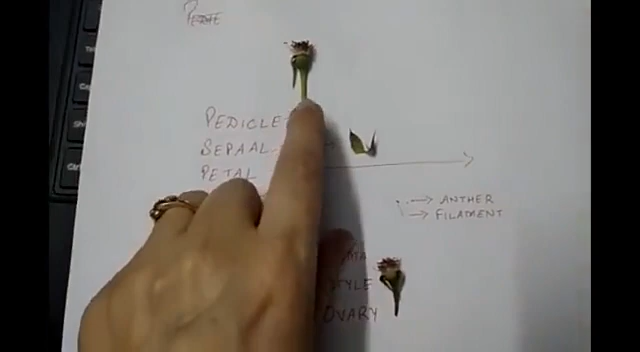 PEDICLE
SEPAAL
PETAL
ANTHER
FILAMENT
STYLE
OVARY